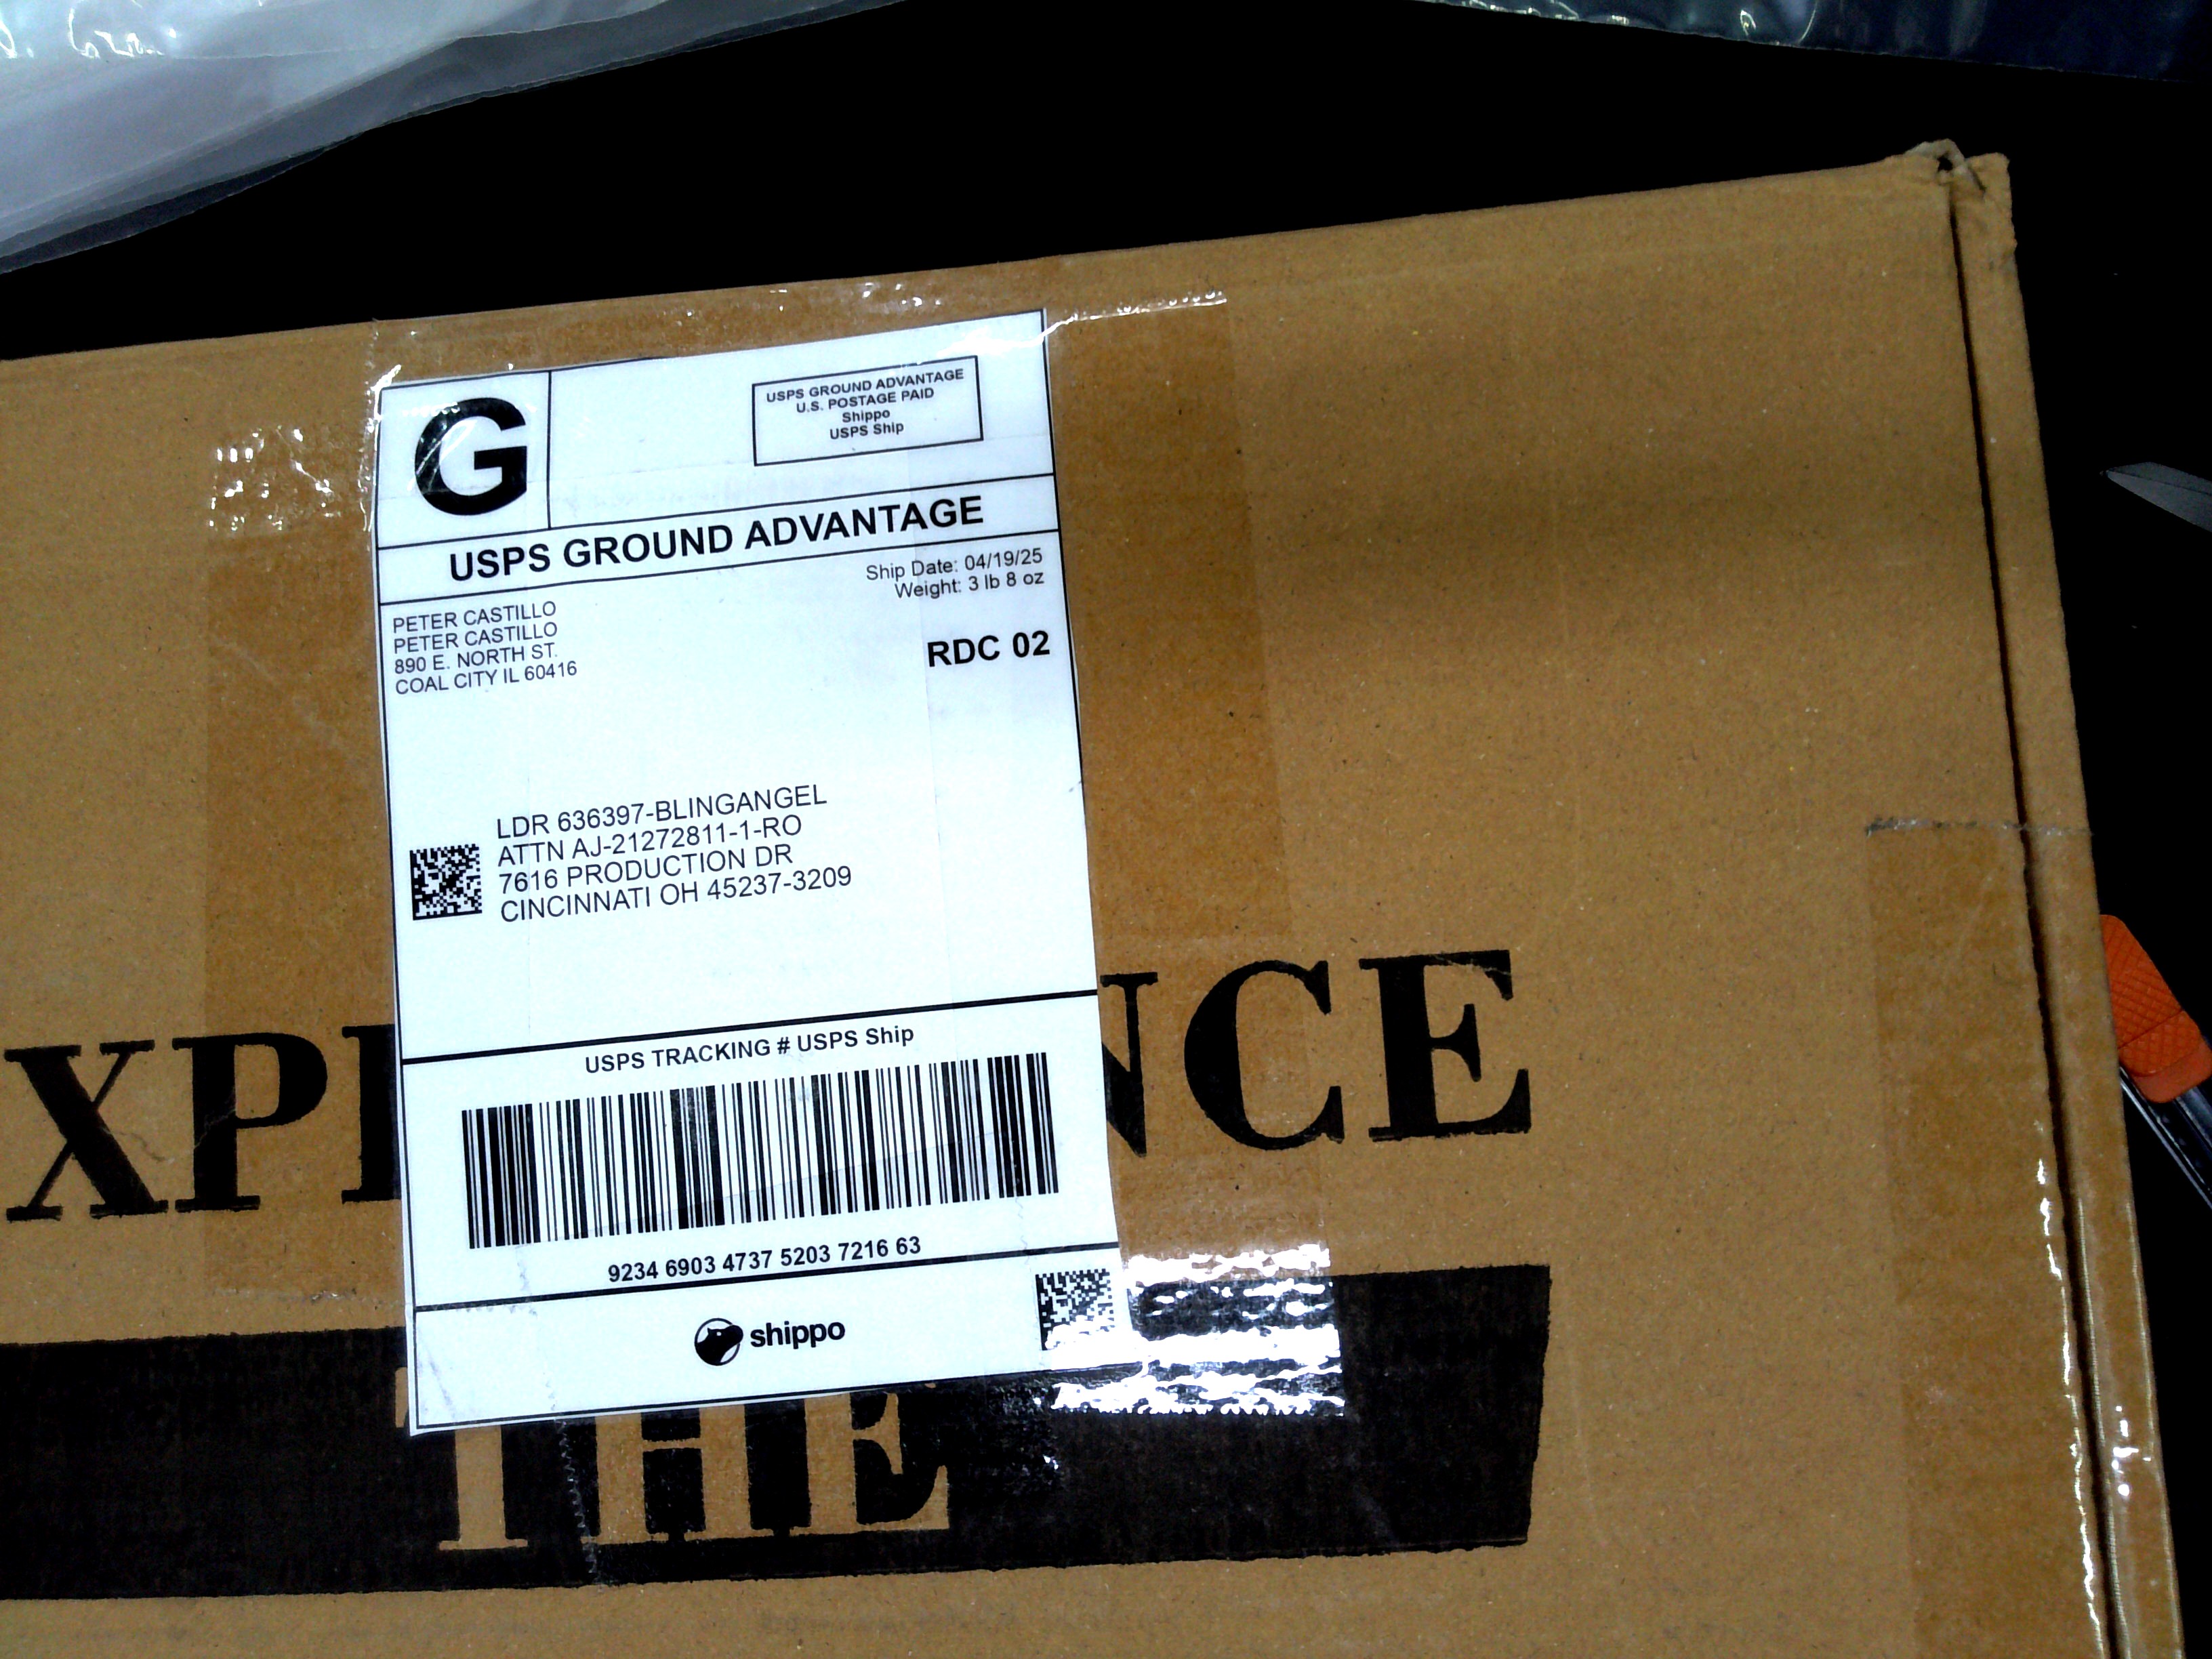 G
USPS GROUND ADVANTAGE
U.S. POSTAGE PAID
Shippo
USPS Ship
USPS GROUND ADVANTAGE
Ship Date: 04/19/25
Weight: 3 lb 8 oz
PETER CASTILLO
PETER CASTILLO
890 E. NORTH ST.
COAL CITY IL 60416
RDC 02
LDR 636397-BLINGANGEL
ATTN AJ-21272811-1-RO
7616 PRODUCTION DR
CINCINNATI OH 45237-3209
USPS TRACKING # USPS Ship
9234 6903 4737 5203 7216 63
shippo
THE